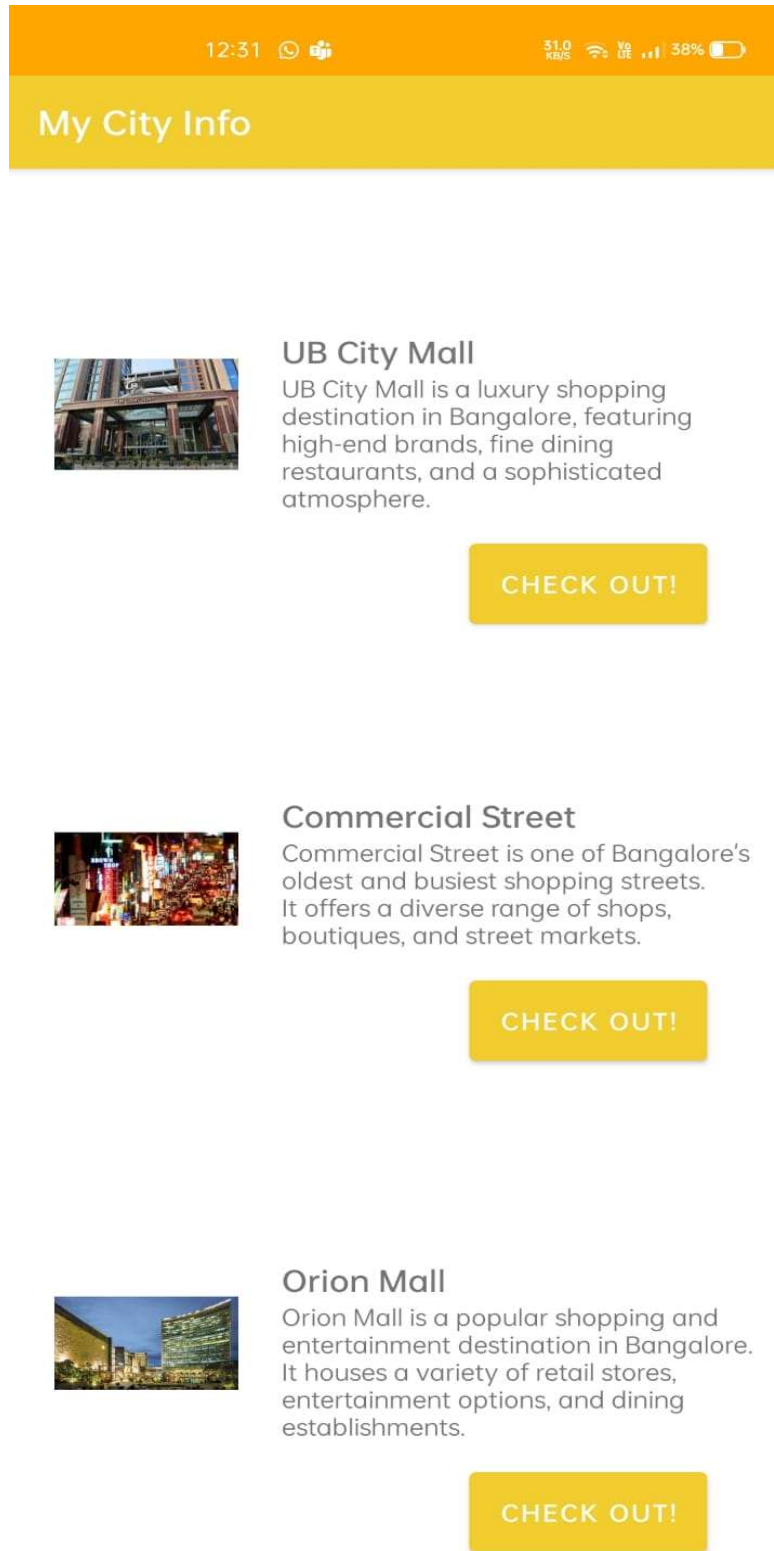 12:31
31.0 KB/S Vo LTE 38%
My City Info
UB City Mall
UB City Mall is a luxury shopping
destination in Bangalore, featuring
high-end brands, fine dining
restaurants, and a sophisticated
atmosphere.
CHECK OUT!
Commercial Street
Commercial Street is one of Bangalore's
oldest and busiest shopping streets.
It offers a diverse range of shops,
boutiques, and street markets.
CHECK OUT!
Orion Mall
Orion Mall is a popular shopping and
entertainment destination in Bangalore.
It houses a variety of retail stores,
entertainment options, and dining
establishments.
CHECK OUT!